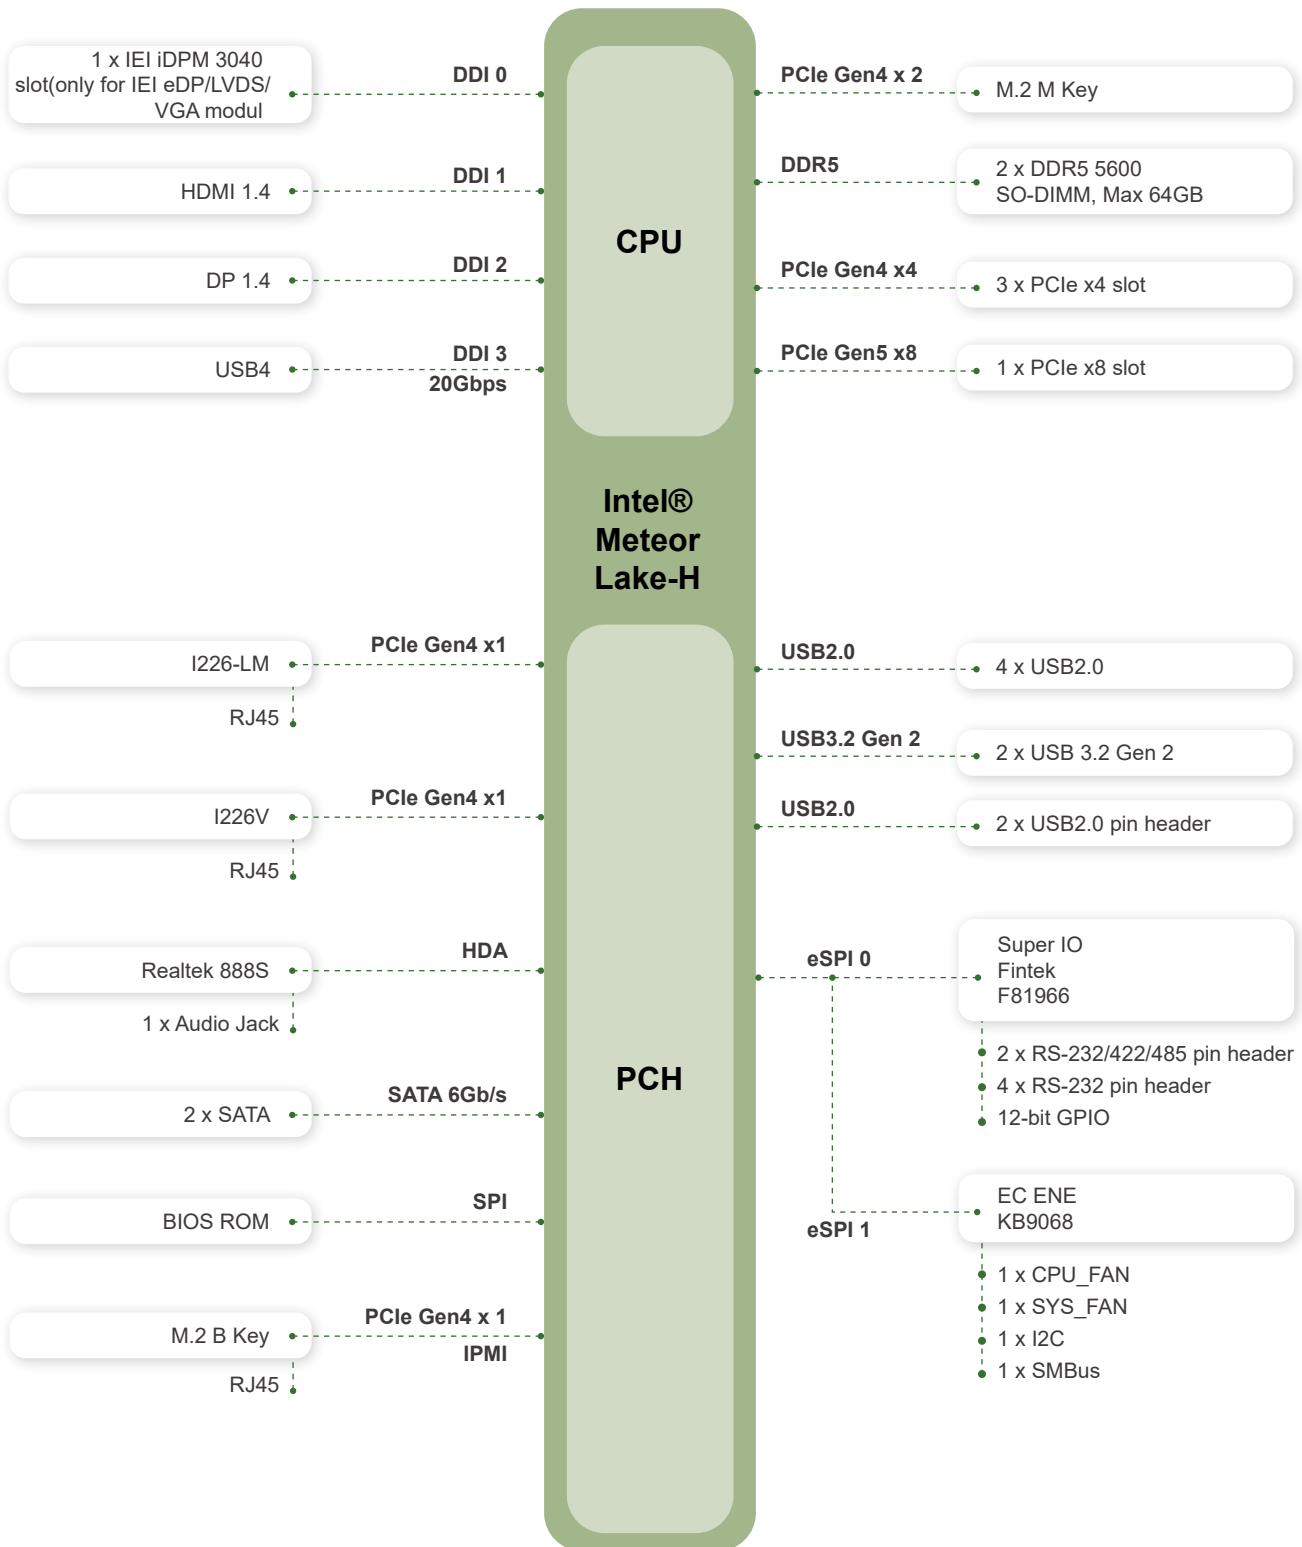 1 x IEI iDPM 3040
slot(only for IEI eDP/LVDS/
VGA modul
DDI 0
HDMI 1.4
DDI 1
DP 1.4
DDI 2
USB4
DDI 3
20Gbps
CPU
PCIe Gen4 x 2
M.2 M Key
DDR5
2 x DDR5 5600
SO-DIMM, Max 64GB
PCIe Gen4 x4
3 x PCIe x4 slot
PCIe Gen5 x8
1 x PCIe x8 slot
Intel®
Meteor
Lake-H
I226-LM
PCIe Gen4 x1
RJ45
I226V
PCIe Gen4 x1
RJ45
Realtek 888S
HDA
1 x Audio Jack
2 x SATA
SATA 6Gb/s
BIOS ROM
SPI
M.2 B Key
PCIe Gen4 x 1
IPMI
RJ45
PCH
USB2.0
4 x USB2.0
USB3.2 Gen 2
2 x USB 3.2 Gen 2
USB2.0
2 x USB2.0 pin header
eSPI 0
Super IO
Fintek
F81966
2 x RS-232/422/485 pin header
4 x RS-232 pin header
12-bit GPIO
eSPI 1
EC ENE
KB9068
1 x CPU_FAN
1 x SYS_FAN
1 x I2C
1 x SMBus